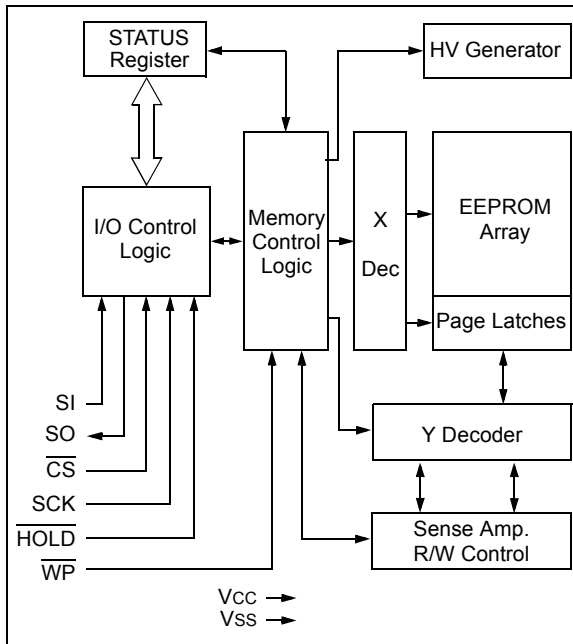 STATUS
Register
HV Generator
I/O Control
Logic
Memory
Control
Logic
X
Dec
EEPROM
Array
Page Latches
Y Decoder
Sense Amp.
R/W Control
SI
SO
CS
SCK
HOLD
WP
VCC
VSS